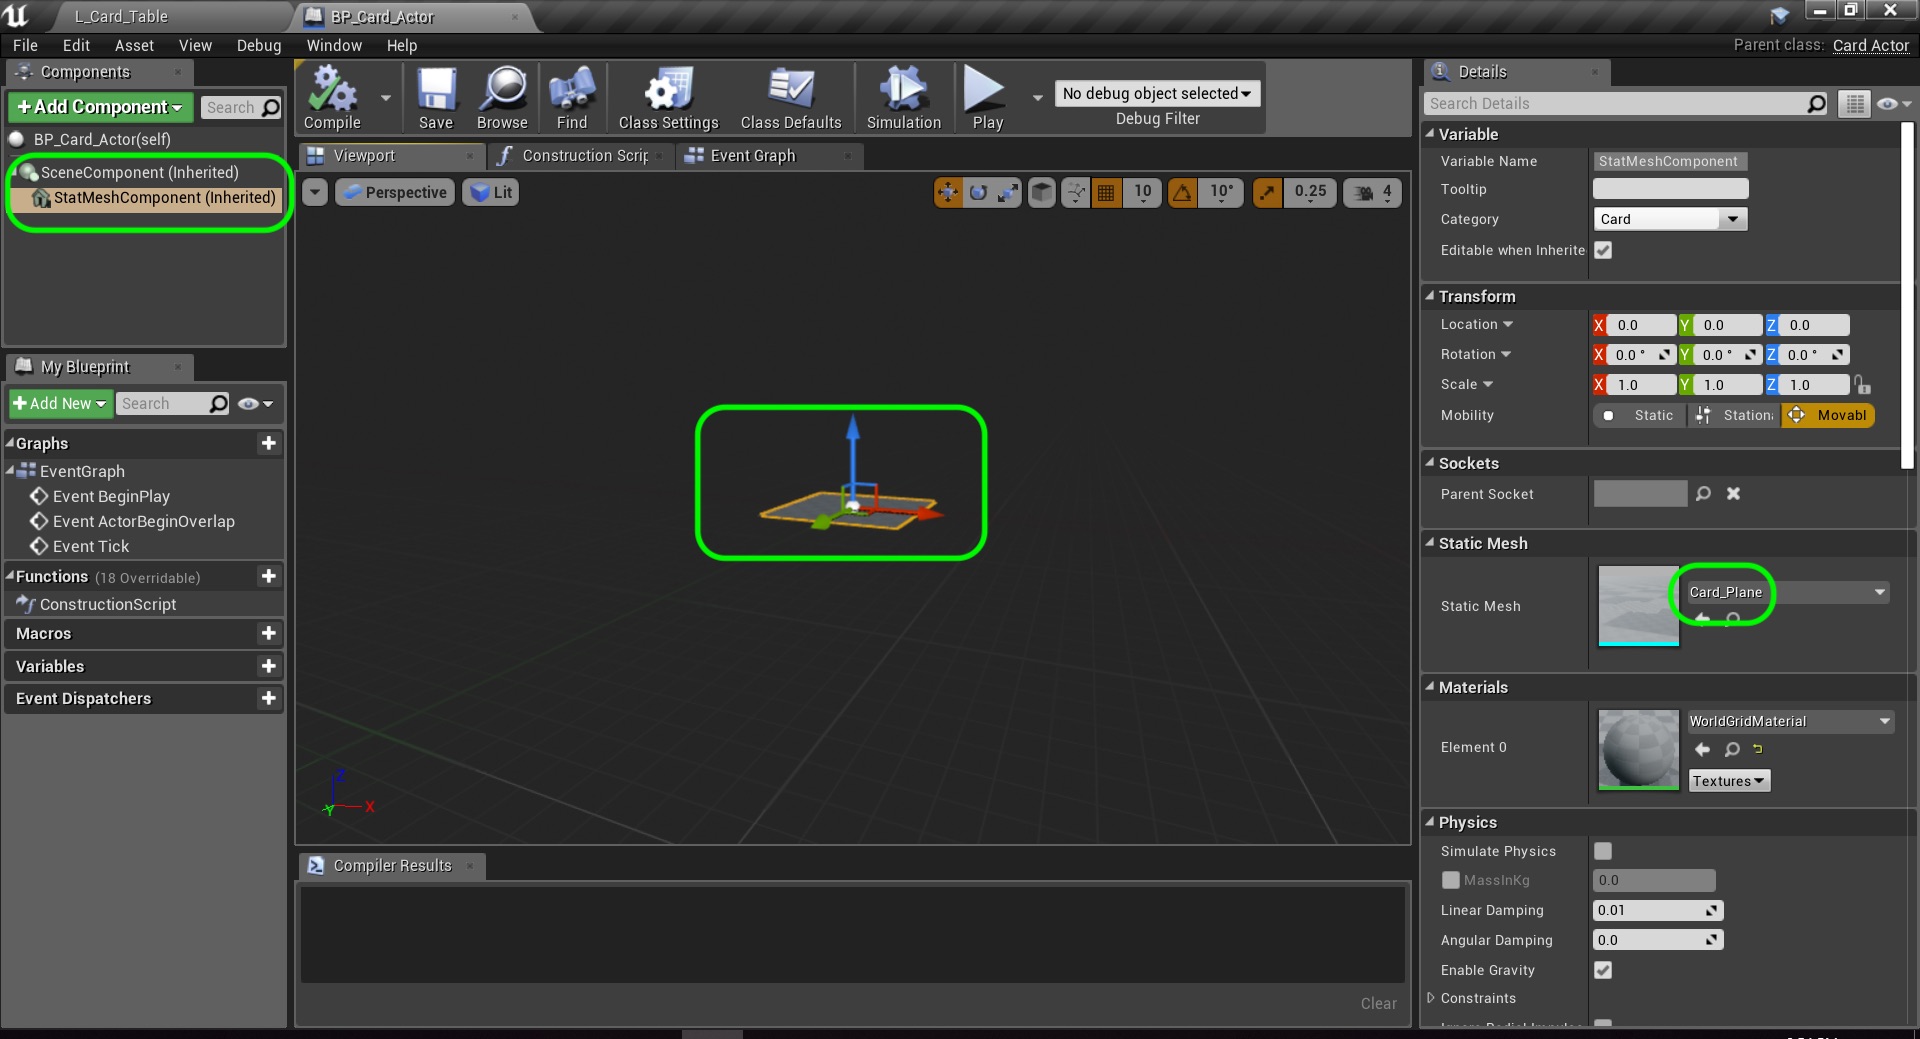 L_Card_Table
BP_Card_Actor
File Edit Asset View Debug Window Help
Parent class: Card Actor
Components
Add Component
Search
BP_Card_Actor(self)
SceneComponent (Inherited)
StatMeshComponent (Inherited)
My Blueprint
Add New
Search
Graphs
EventGraph
Event BeginPlay
Event ActorBeginOverlap
Event Tick
Functions (18 Overridable)
ConstructionScript
Macros
Variables
Event Dispatchers
Compile
Save
Browse
Find
Class Settings
Class Defaults
Simulation
Play
No debug object selected
Debug Filter
Viewport
Construction Scrip
Event Graph
Perspective
Lit
10
10°
0.25
4
Z
X
Y
Compiler Results
Clear
Details
Search Details
Variable
Variable Name StatMeshComponent
Tooltip
Category Card
Editable when Inherite
Transform
Location X 0.0 Y 0.0 Z 0.0
Rotation X 0.0 ° Y 0.0 ° Z 0.0 °
Scale X 1.0 Y 1.0 Z 1.0
Mobility Static Station Movabl
Sockets
Parent Socket
Static Mesh
Static Mesh Card_Plane
Materials
Element 0 WorldGridMaterial
Textures
Physics
Simulate Physics
MassInKg 0.0
Linear Damping 0.01
Angular Damping 0.0
Enable Gravity
Constraints